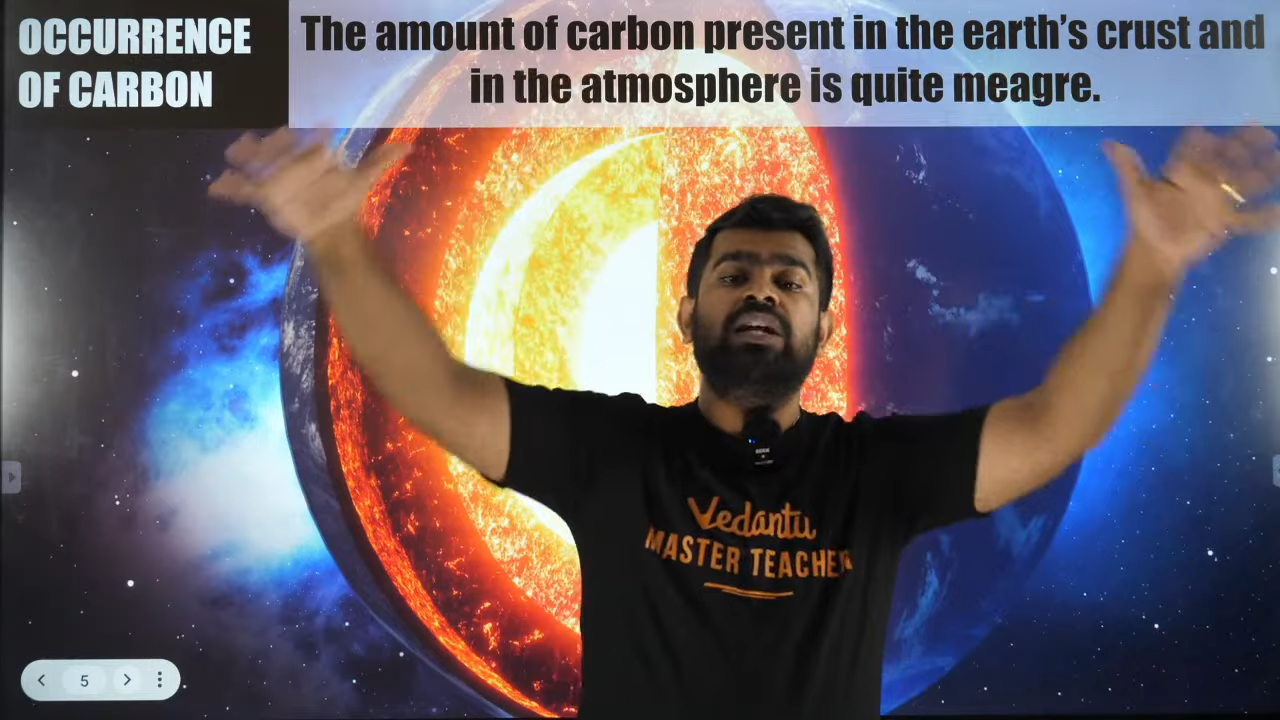 OCCURRENCE
OF CARBON
The amount of carbon present in the earth’s crust and
in the atmosphere is quite meagre.
Vedantu
MASTER TEACHER
5